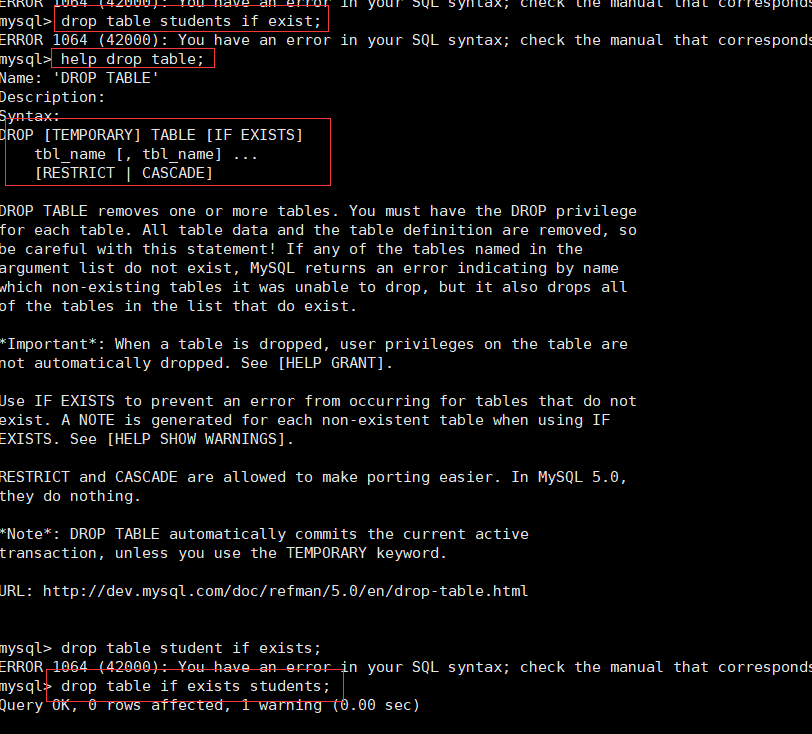 ERROR 1064 (42000): You have an error in your SQL syntax; check the manual that corresponds
mysql> drop table students if exist;
ERROR 1064 (42000): You have an error in your SQL syntax; check the manual that corresponds
mysql> help drop table;
Name: 'DROP TABLE'
Description:
Syntax:
DROP [TEMPORARY] TABLE [IF EXISTS]
    tbl_name [, tbl_name] ...
    [RESTRICT | CASCADE]
DROP TABLE removes one or more tables. You must have the DROP privilege
for each table. All table data and the table definition are removed, so
be careful with this statement! If any of the tables named in the
argument list do not exist, MySQL returns an error indicating by name
which non-existing tables it was unable to drop, but it also drops all
of the tables in the list that do exist.
*Important*: When a table is dropped, user privileges on the table are
not automatically dropped. See [HELP GRANT].
Use IF EXISTS to prevent an error from occurring for tables that do not
exist. A NOTE is generated for each non-existent table when using IF
EXISTS. See [HELP SHOW WARNINGS].
RESTRICT and CASCADE are allowed to make porting easier. In MySQL 5.0,
they do nothing.
*Note*: DROP TABLE automatically commits the current active
transaction, unless you use the TEMPORARY keyword.
URL: http://dev.mysql.com/doc/refman/5.0/en/drop-table.html
mysql> drop table student if exists;
ERROR 1064 (42000): You have an error in your SQL syntax; check the manual that corresponds
mysql> drop table if exists students;
Query OK, 0 rows affected, 1 warning (0.00 sec)